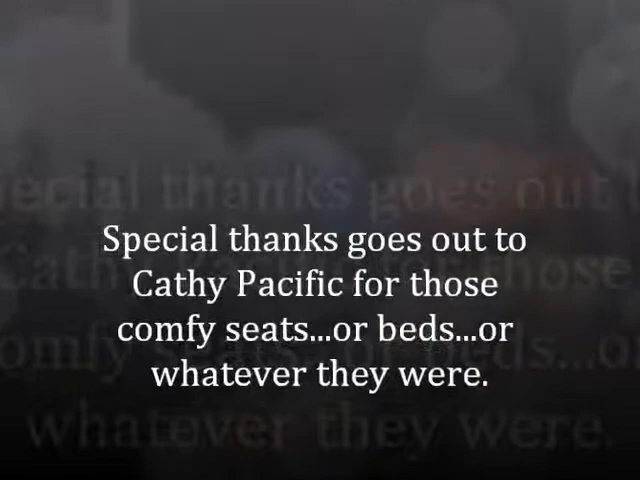 Special thanks goes out to
Cathy Pacific for those
comfy seats...or beds...or
whatever they were.